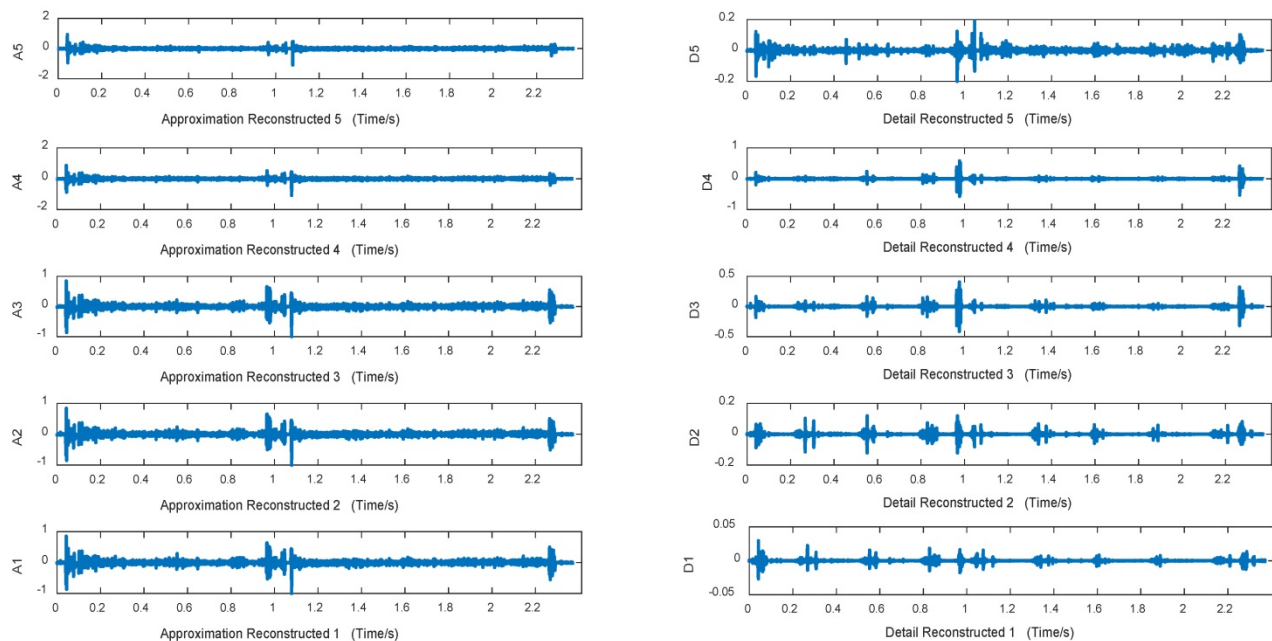 2
A5
0
-2
0 0.2 0.4 0.6 0.8 1 1.2 1.4 1.6 1.8 2 2.2
Approximation Reconstructed 5 (Time/s)
2
A4
0
-2
0 0.2 0.4 0.6 0.8 1 1.2 1.4 1.6 1.8 2 2.2
Approximation Reconstructed 4 (Time/s)
1
A3
0
-1
0 0.2 0.4 0.6 0.8 1 1.2 1.4 1.6 1.8 2 2.2
Approximation Reconstructed 3 (Time/s)
1
A2
0
-1
0 0.2 0.4 0.6 0.8 1 1.2 1.4 1.6 1.8 2 2.2
Approximation Reconstructed 2 (Time/s)
1
A1
0
-1
0 0.2 0.4 0.6 0.8 1 1.2 1.4 1.6 1.8 2 2.2
Approximation Reconstructed 1 (Time/s)
0.2
D5
0
-0.2
0 0.2 0.4 0.6 0.8 1 1.2 1.4 1.6 1.8 2 2.2
Detail Reconstructed 5 (Time/s)
1
D4
0
-1
0 0.2 0.4 0.6 0.8 1 1.2 1.4 1.6 1.8 2 2.2
Detail Reconstructed 4 (Time/s)
0.5
D3
0
-0.5
0 0.2 0.4 0.6 0.8 1 1.2 1.4 1.6 1.8 2 2.2
Detail Reconstructed 3 (Time/s)
0.2
D2
0
-0.2
0 0.2 0.4 0.6 0.8 1 1.2 1.4 1.6 1.8 2 2.2
Detail Reconstructed 2 (Time/s)
0.05
D1
0
-0.05
0 0.2 0.4 0.6 0.8 1 1.2 1.4 1.6 1.8 2 2.2
Detail Reconstructed 1 (Time/s)